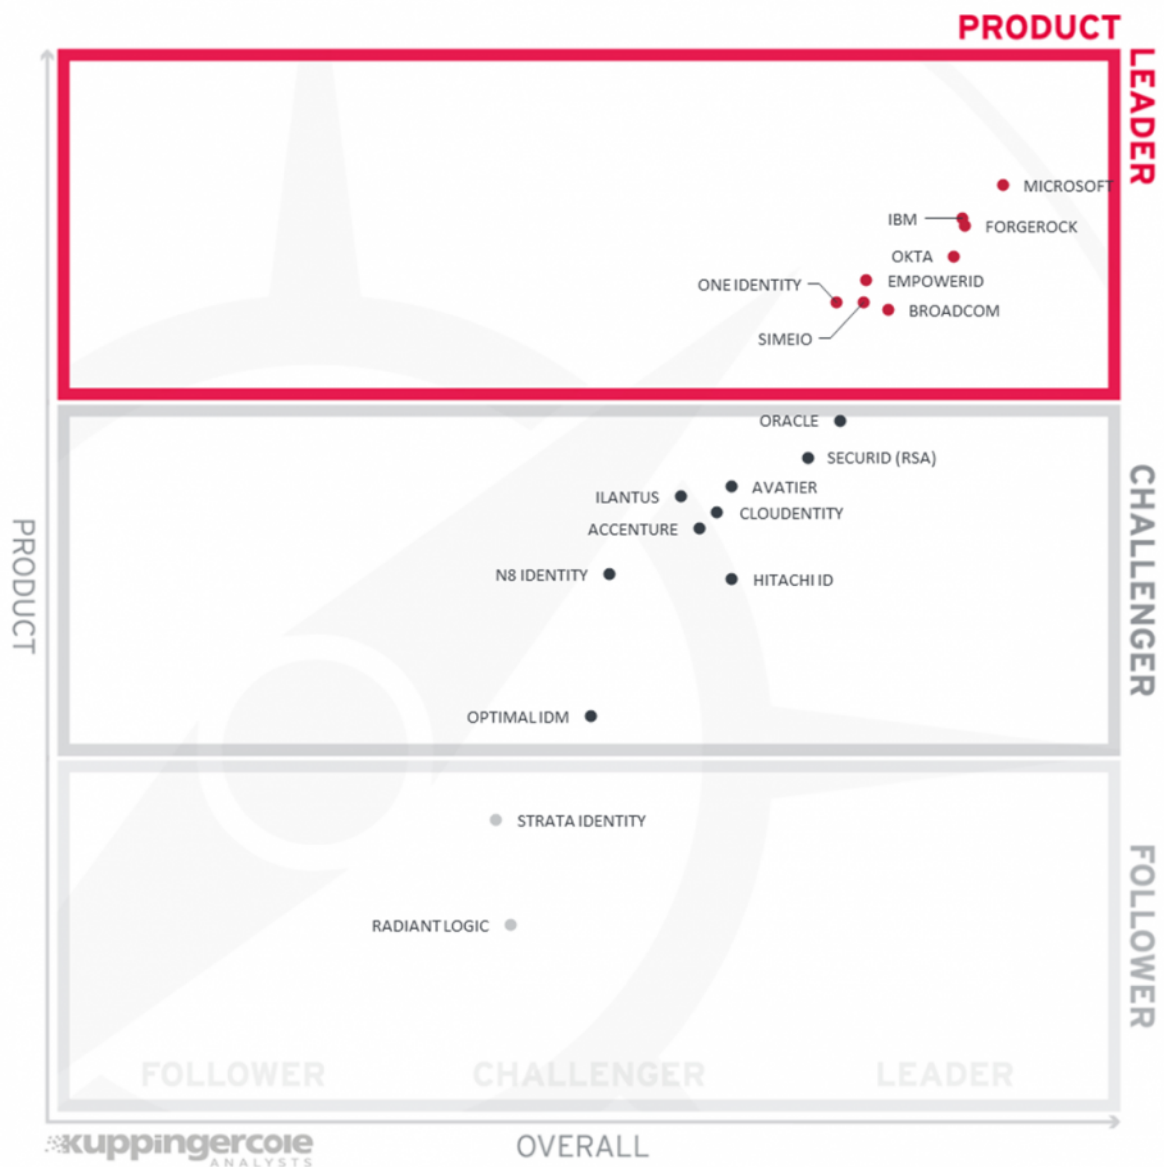 PRODUCT
LEADER
MICROSOFT
IBM
FORGEROCK
OKTA
EMPOWERID
ONE IDENTITY
BROADCOM
SIMEIO
ORACLE
SECURID (RSA)
AVATIER
ILANTUS
CLOUDENTITY
ACCENTURE
N8 IDENTITY
HITACHI ID
OPTIMAL IDM
CHALLENGER
PRODUCT
STRATA IDENTITY
RADIANT LOGIC
FOLLOWER
FOLLOWER CHALLENGER LEADER
kuppingercole
ANALYSTS
OVERALL